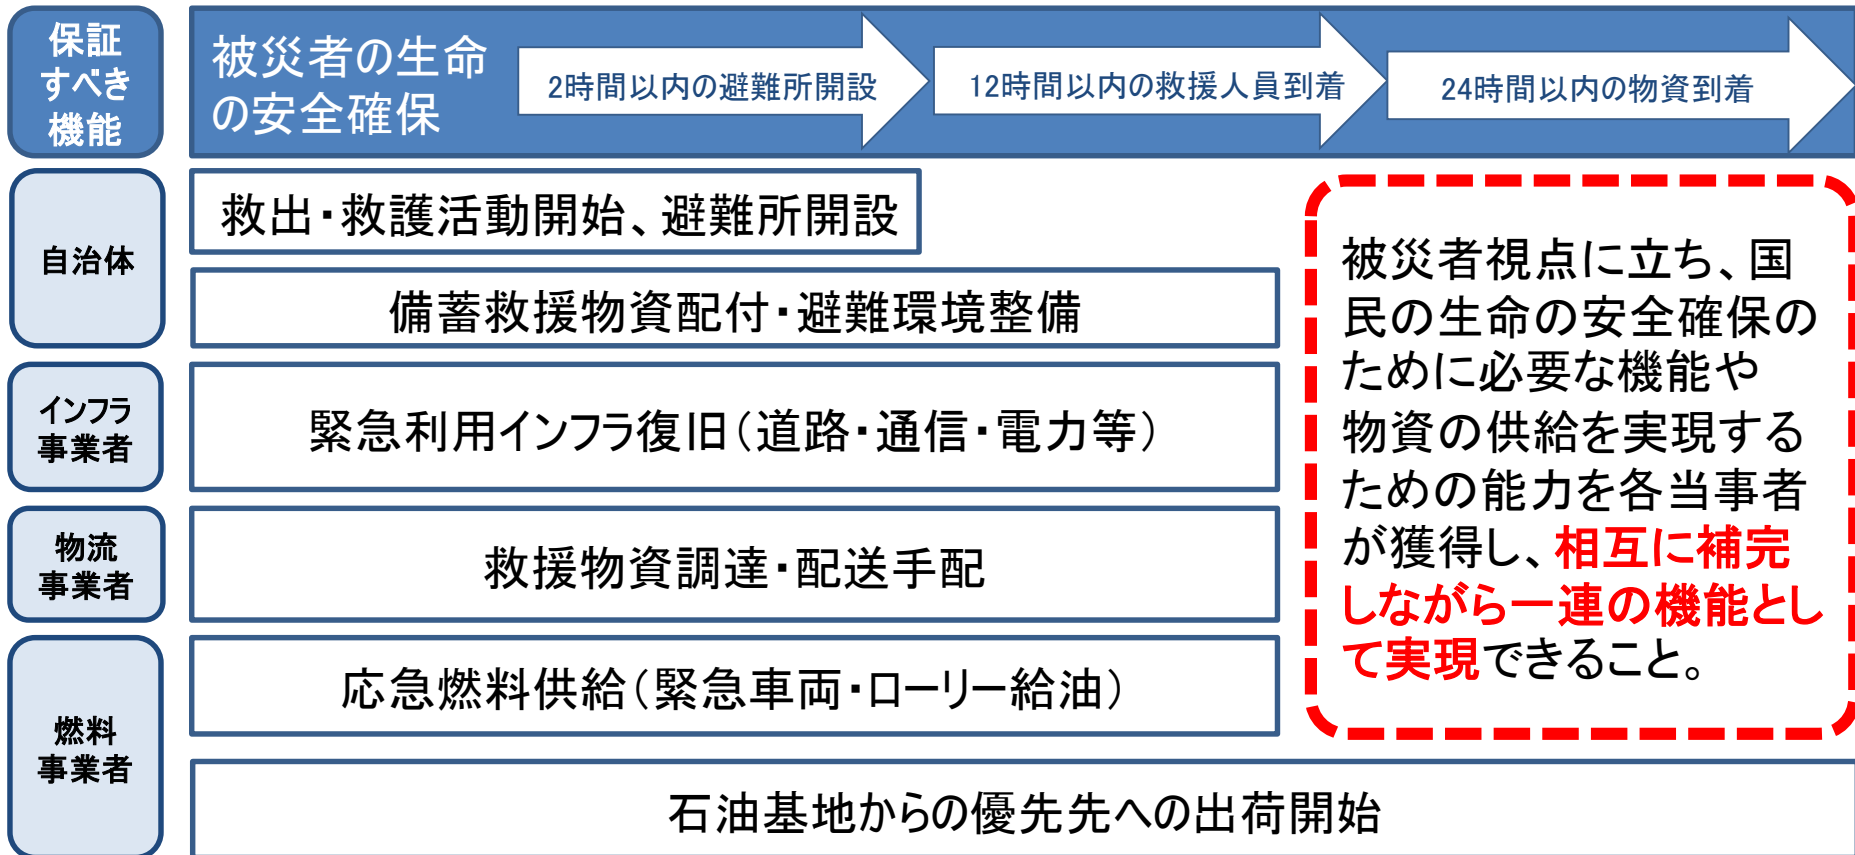 保証
すべき
機能
被災者の生命
の安全確保
2時間以内の避難所開設
12時間以内の救援人員到着
24時間以内の物資到着
自治体
救出・救護活動開始、避難所開設
備蓄救援物資配付・避難環境整備
インフラ
事業者
緊急利用インフラ復旧（道路・通信・電力等）
物流
事業者
救援物資調達・配送手配
燃料
事業者
応急燃料供給（緊急車両・ローリー給油）
石油基地からの優先先への出荷開始
被災者視点に立ち、国
民の生命の安全確保の
ために必要な機能や
物資の供給を実現する
ための能力を各当事者
が獲得し、相互に補完
しながら一連の機能とし
て実現できること。